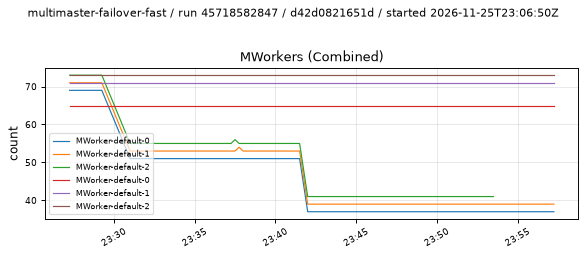 multimaster-failover-fast / run 45718582847 / d42d0821651d / started 2026-11-25T23:06:50Z
MWorkers (Combined)
count
70
60
50
40
MWorker-default-0
MWorker-default-1
MWorker-default-2
MWorker-default-0
MWorker-default-1
MWorker-default-2
23:30
23:35
23:40
23:45
23:50
23:55